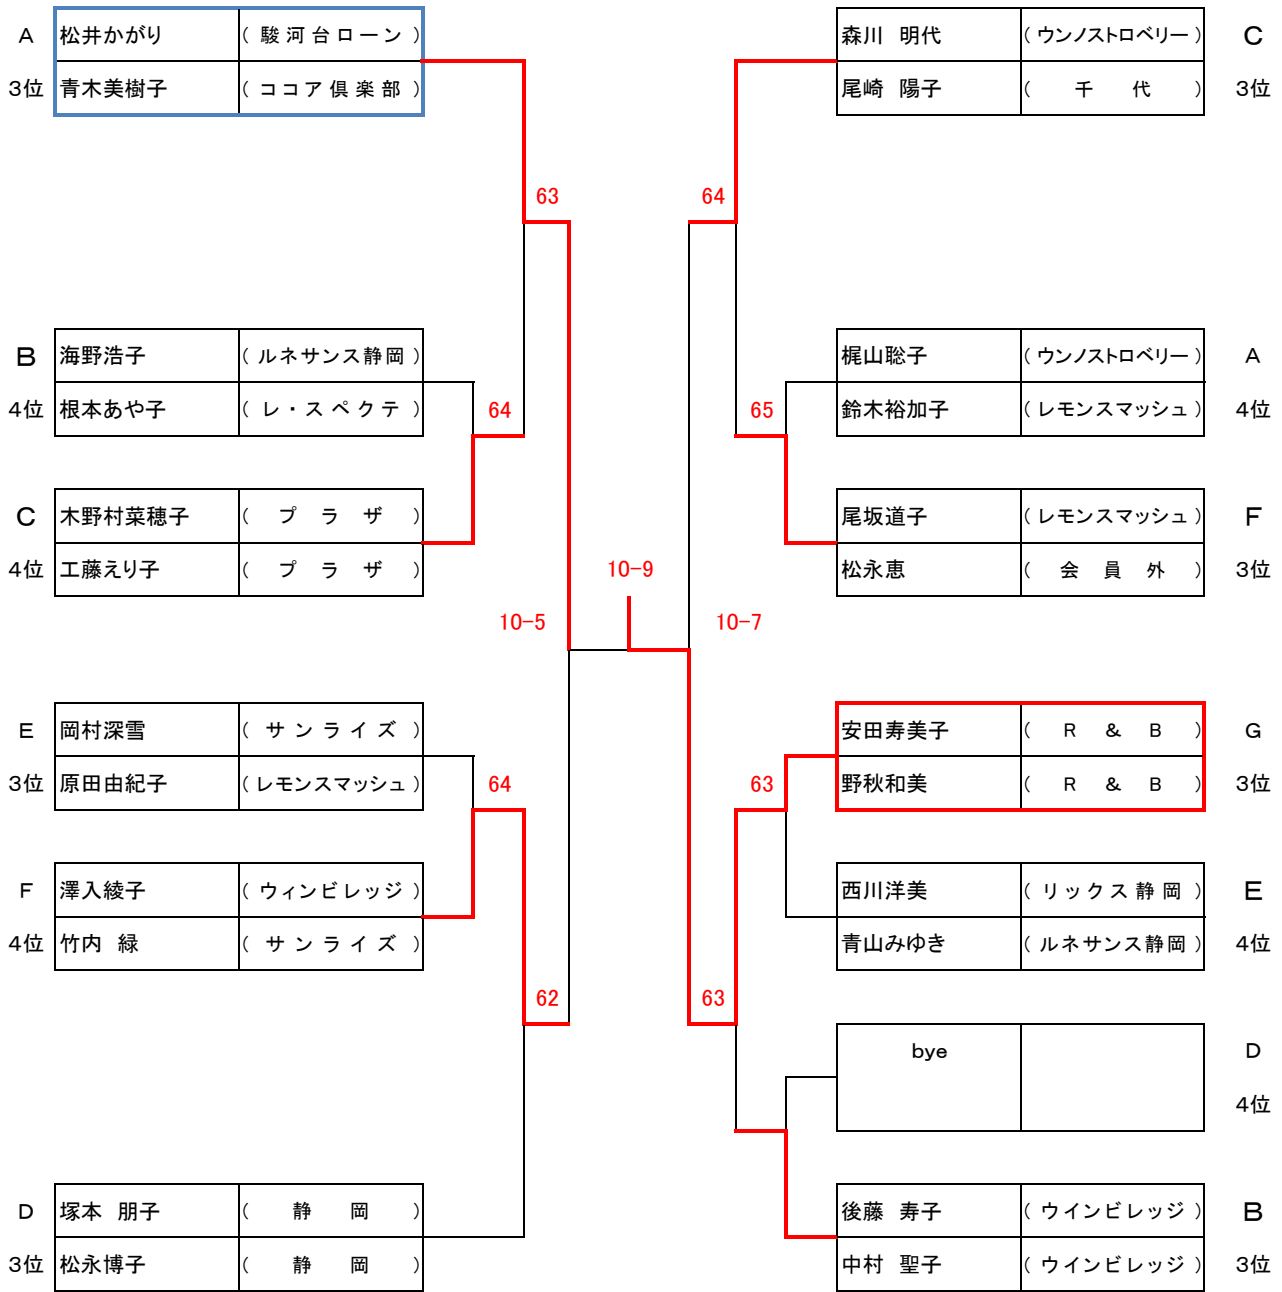 A 松井かがり (駿河台ローン)
3位 青木美樹子 (ココア倶楽部)
63
B 海野浩子 (ルネサンス静岡)
4位 根本あや子 (レ・スペクテ)
64
C 木野村菜穂子 (プラザ)
4位 工藤えり子 (プラザ)
10-5
E 岡村深雪 (サンライズ)
3位 原田由紀子 (レモンスマッシュ)
64
F 澤入綾子 (ウィンビレッジ)
4位 竹内 緑 (サンライズ)
62
D 塚本 朋子 (静岡)
3位 松永博子 (静岡)
10-9
森川 明代 (ウンノストロベリー) C
尾崎 陽子 (千代) 3位
64
梶山聡子 (ウンノストロベリー) A
鈴木裕加子 (レモンスマッシュ) 4位
65
尾坂道子 (レモンスマッシュ) F
松永恵 (会員外) 3位
10-7
安田寿美子 (R&B) G
野秋和美 (R&B) 3位
63
西川洋美 (リックス静岡) E
青山みゆき (ルネサンス静岡) 4位
63
bye D
4位
後藤 寿子 (ウインビレッジ) B
中村 聖子 (ウインビレッジ) 3位